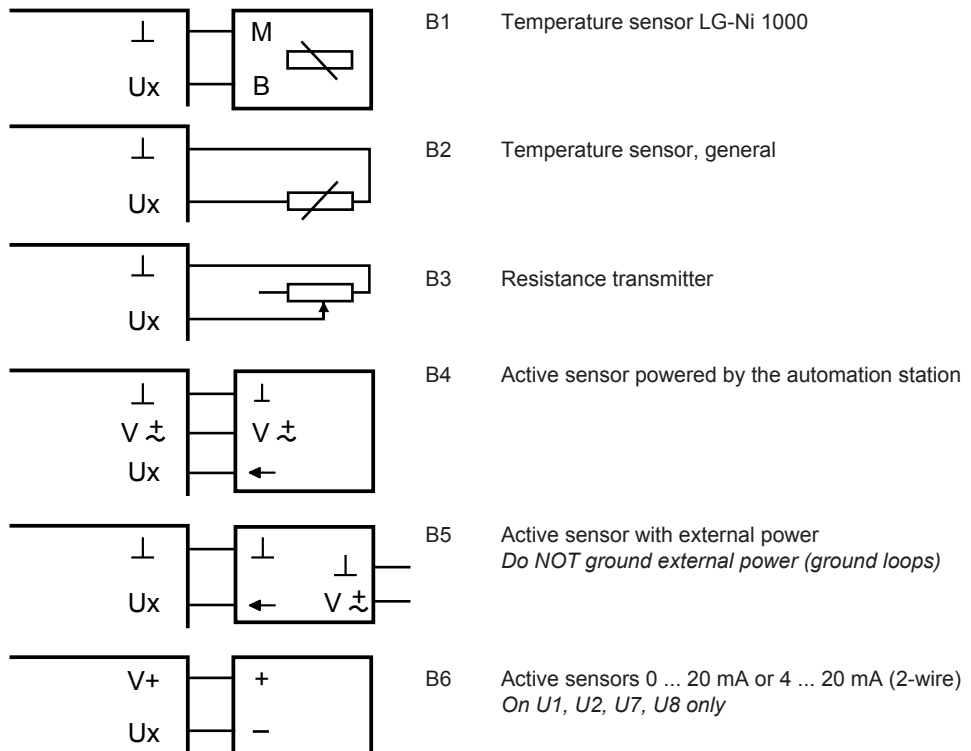 ⊥ M B1 Temperature sensor LG-Ni 1000
Ux B
⊥ B2 Temperature sensor, general
Ux
⊥ B3 Resistance transmitter
Ux
⊥ ⊥ B4 Active sensor powered by the automation station
V ≂ V ≂
Ux ←
⊥ ⊥ B5 Active sensor with external power
⊥ Do NOT ground external power (ground loops)
Ux ← V ≂
V+ + B6 Active sensors 0 ... 20 mA or 4 ... 20 mA (2-wire)
On U1, U2, U7, U8 only
Ux –